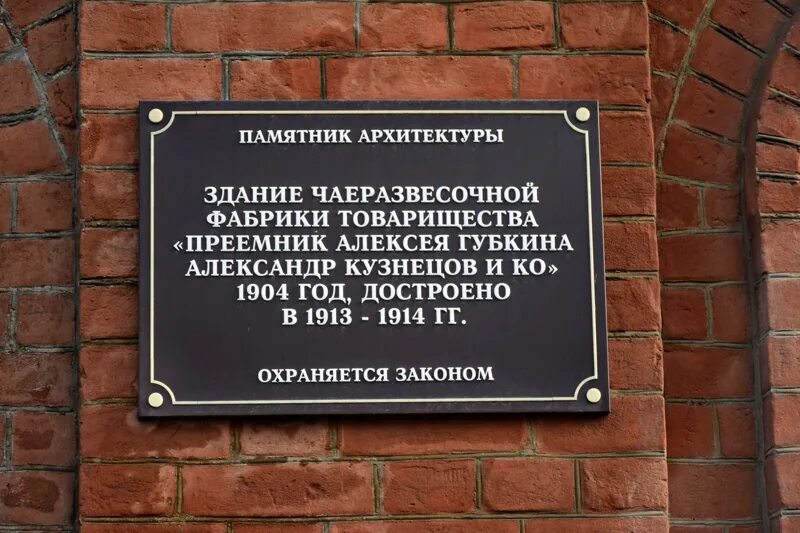 ПАМЯТНИК АРХИТЕКТУРЫ
ЗДАНИЕ ЧАЕРАЗВЕСОЧНОЙ
ФАБРИКИ ТОВАРИЩЕСТВА
«ПРЕЕМНИК АЛЕКСЕЯ ГУБКИНА
АЛЕКСАНДР КУЗНЕЦОВ И КО»
1904 ГОД, ДОСТРОЕНО
В 1913 - 1914 ГГ.
ОХРАНЯЕТСЯ ЗАКОНОМ